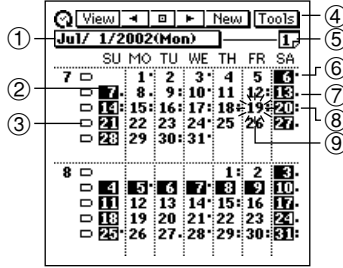 View ◄ ⊡ ► New Tools ④
① Jul/ 1/2002(Mon) 1 ⑤
SU MO TU WE TH FR SA
7 1 2 3 4 5 6 ⑥
② 7 8 9 10 11 12 13 ⑦
14 15 16 17 18 19 20 ⑧
③ 21 22 23 24 25 26 27
28 29 30 31 ⑨
8 1 2 3
4 5 6 7 8 9 10
11 12 13 14 15 16 17
18 19 20 21 22 23 24
25 26 27 28 29 30 31